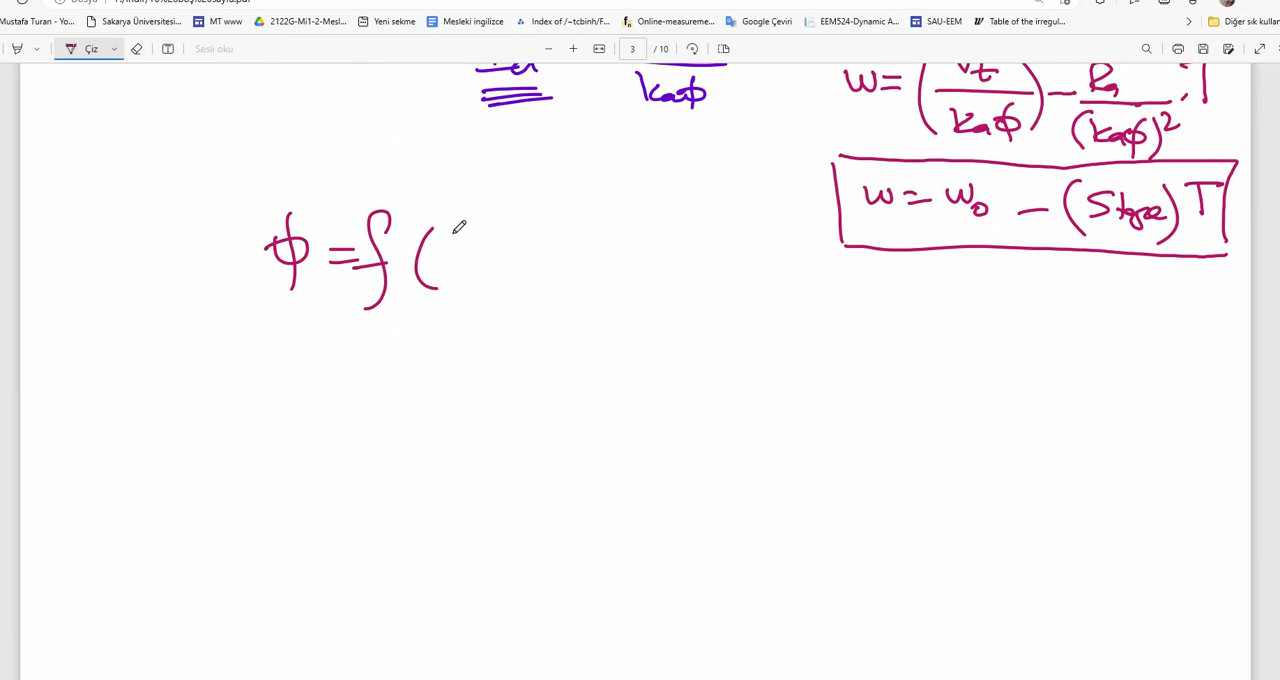 Mustafa Turan - Yo... Sakarya Üniversitesi MT www 2122G-Mi1-2-Mesl... Yeni sekme Mesleki ingilizce Index of /~tcbinh/F... Online-measureme... Google Çeviri EEM524-Dynamic A... SAU-EEM Table of the irregul... Diğer sık kullan
Çiz Sesli oku 3 / 10
kaϕ
w = (Vt / kaϕ) - Ra / (kaϕ)² . T
w = w₀ - (Slope) T
ϕ = f (